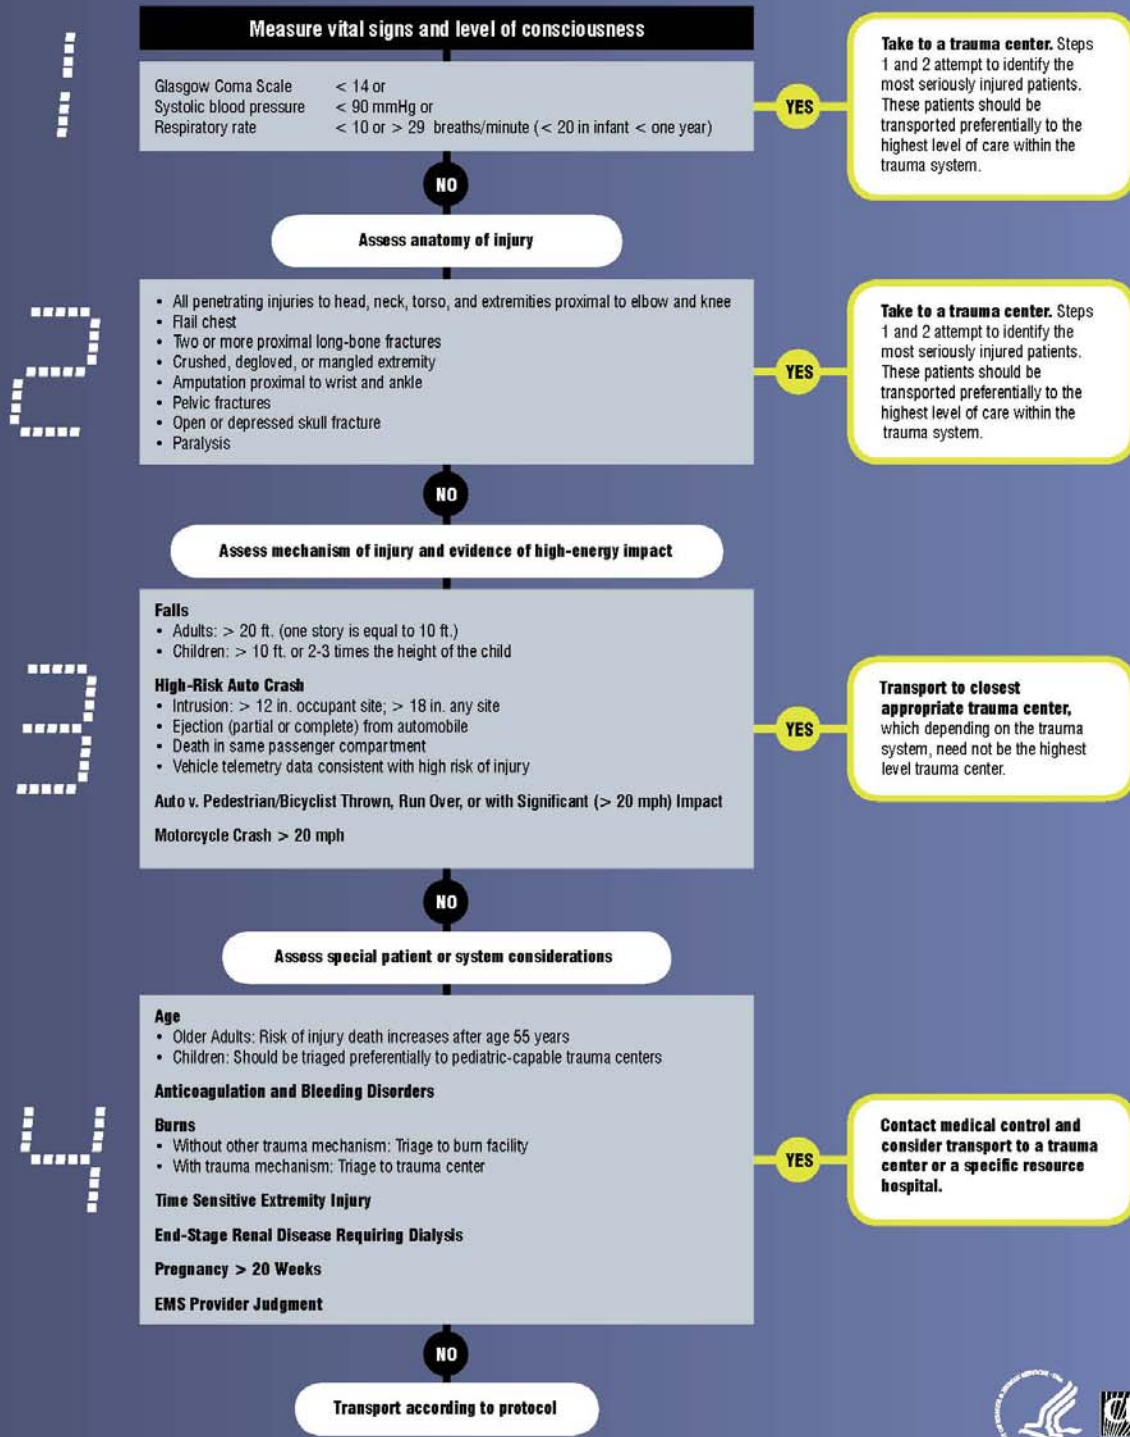 1
Measure vital signs and level of consciousness
Glasgow Coma Scale < 14 or
Systolic blood pressure < 90 mmHg or
Respiratory rate < 10 or > 29 breaths/minute (< 20 in infant < one year)
YES
Take to a trauma center. Steps
1 and 2 attempt to identify the
most seriously injured patients.
These patients should be
transported preferentially to the
highest level of care within the
trauma system.
NO
Assess anatomy of injury
2
• All penetrating injuries to head, neck, torso, and extremities proximal to elbow and knee
• Flail chest
• Two or more proximal long-bone fractures
• Crushed, degloved, or mangled extremity
• Amputation proximal to wrist and ankle
• Pelvic fractures
• Open or depressed skull fracture
• Paralysis
YES
Take to a trauma center. Steps
1 and 2 attempt to identify the
most seriously injured patients.
These patients should be
transported preferentially to the
highest level of care within the
trauma system.
NO
Assess mechanism of injury and evidence of high-energy impact
3
Falls
• Adults: > 20 ft. (one story is equal to 10 ft.)
• Children: > 10 ft. or 2-3 times the height of the child
High-Risk Auto Crash
• Intrusion: > 12 in. occupant site; > 18 in. any site
• Ejection (partial or complete) from automobile
• Death in same passenger compartment
• Vehicle telemetry data consistent with high risk of injury
Auto v. Pedestrian/Bicyclist Thrown, Run Over, or with Significant (> 20 mph) Impact
Motorcycle Crash > 20 mph
YES
Transport to closest
appropriate trauma center,
which depending on the trauma
system, need not be the highest
level trauma center.
NO
Assess special patient or system considerations
4
Age
• Older Adults: Risk of injury death increases after age 55 years
• Children: Should be triaged preferentially to pediatric-capable trauma centers
Anticoagulation and Bleeding Disorders
Burns
• Without other trauma mechanism: Triage to burn facility
• With trauma mechanism: Triage to trauma center
Time Sensitive Extremity Injury
End-Stage Renal Disease Requiring Dialysis
Pregnancy > 20 Weeks
EMS Provider Judgment
YES
Contact medical control and
consider transport to a trauma
center or a specific resource
hospital.
NO
Transport according to protocol